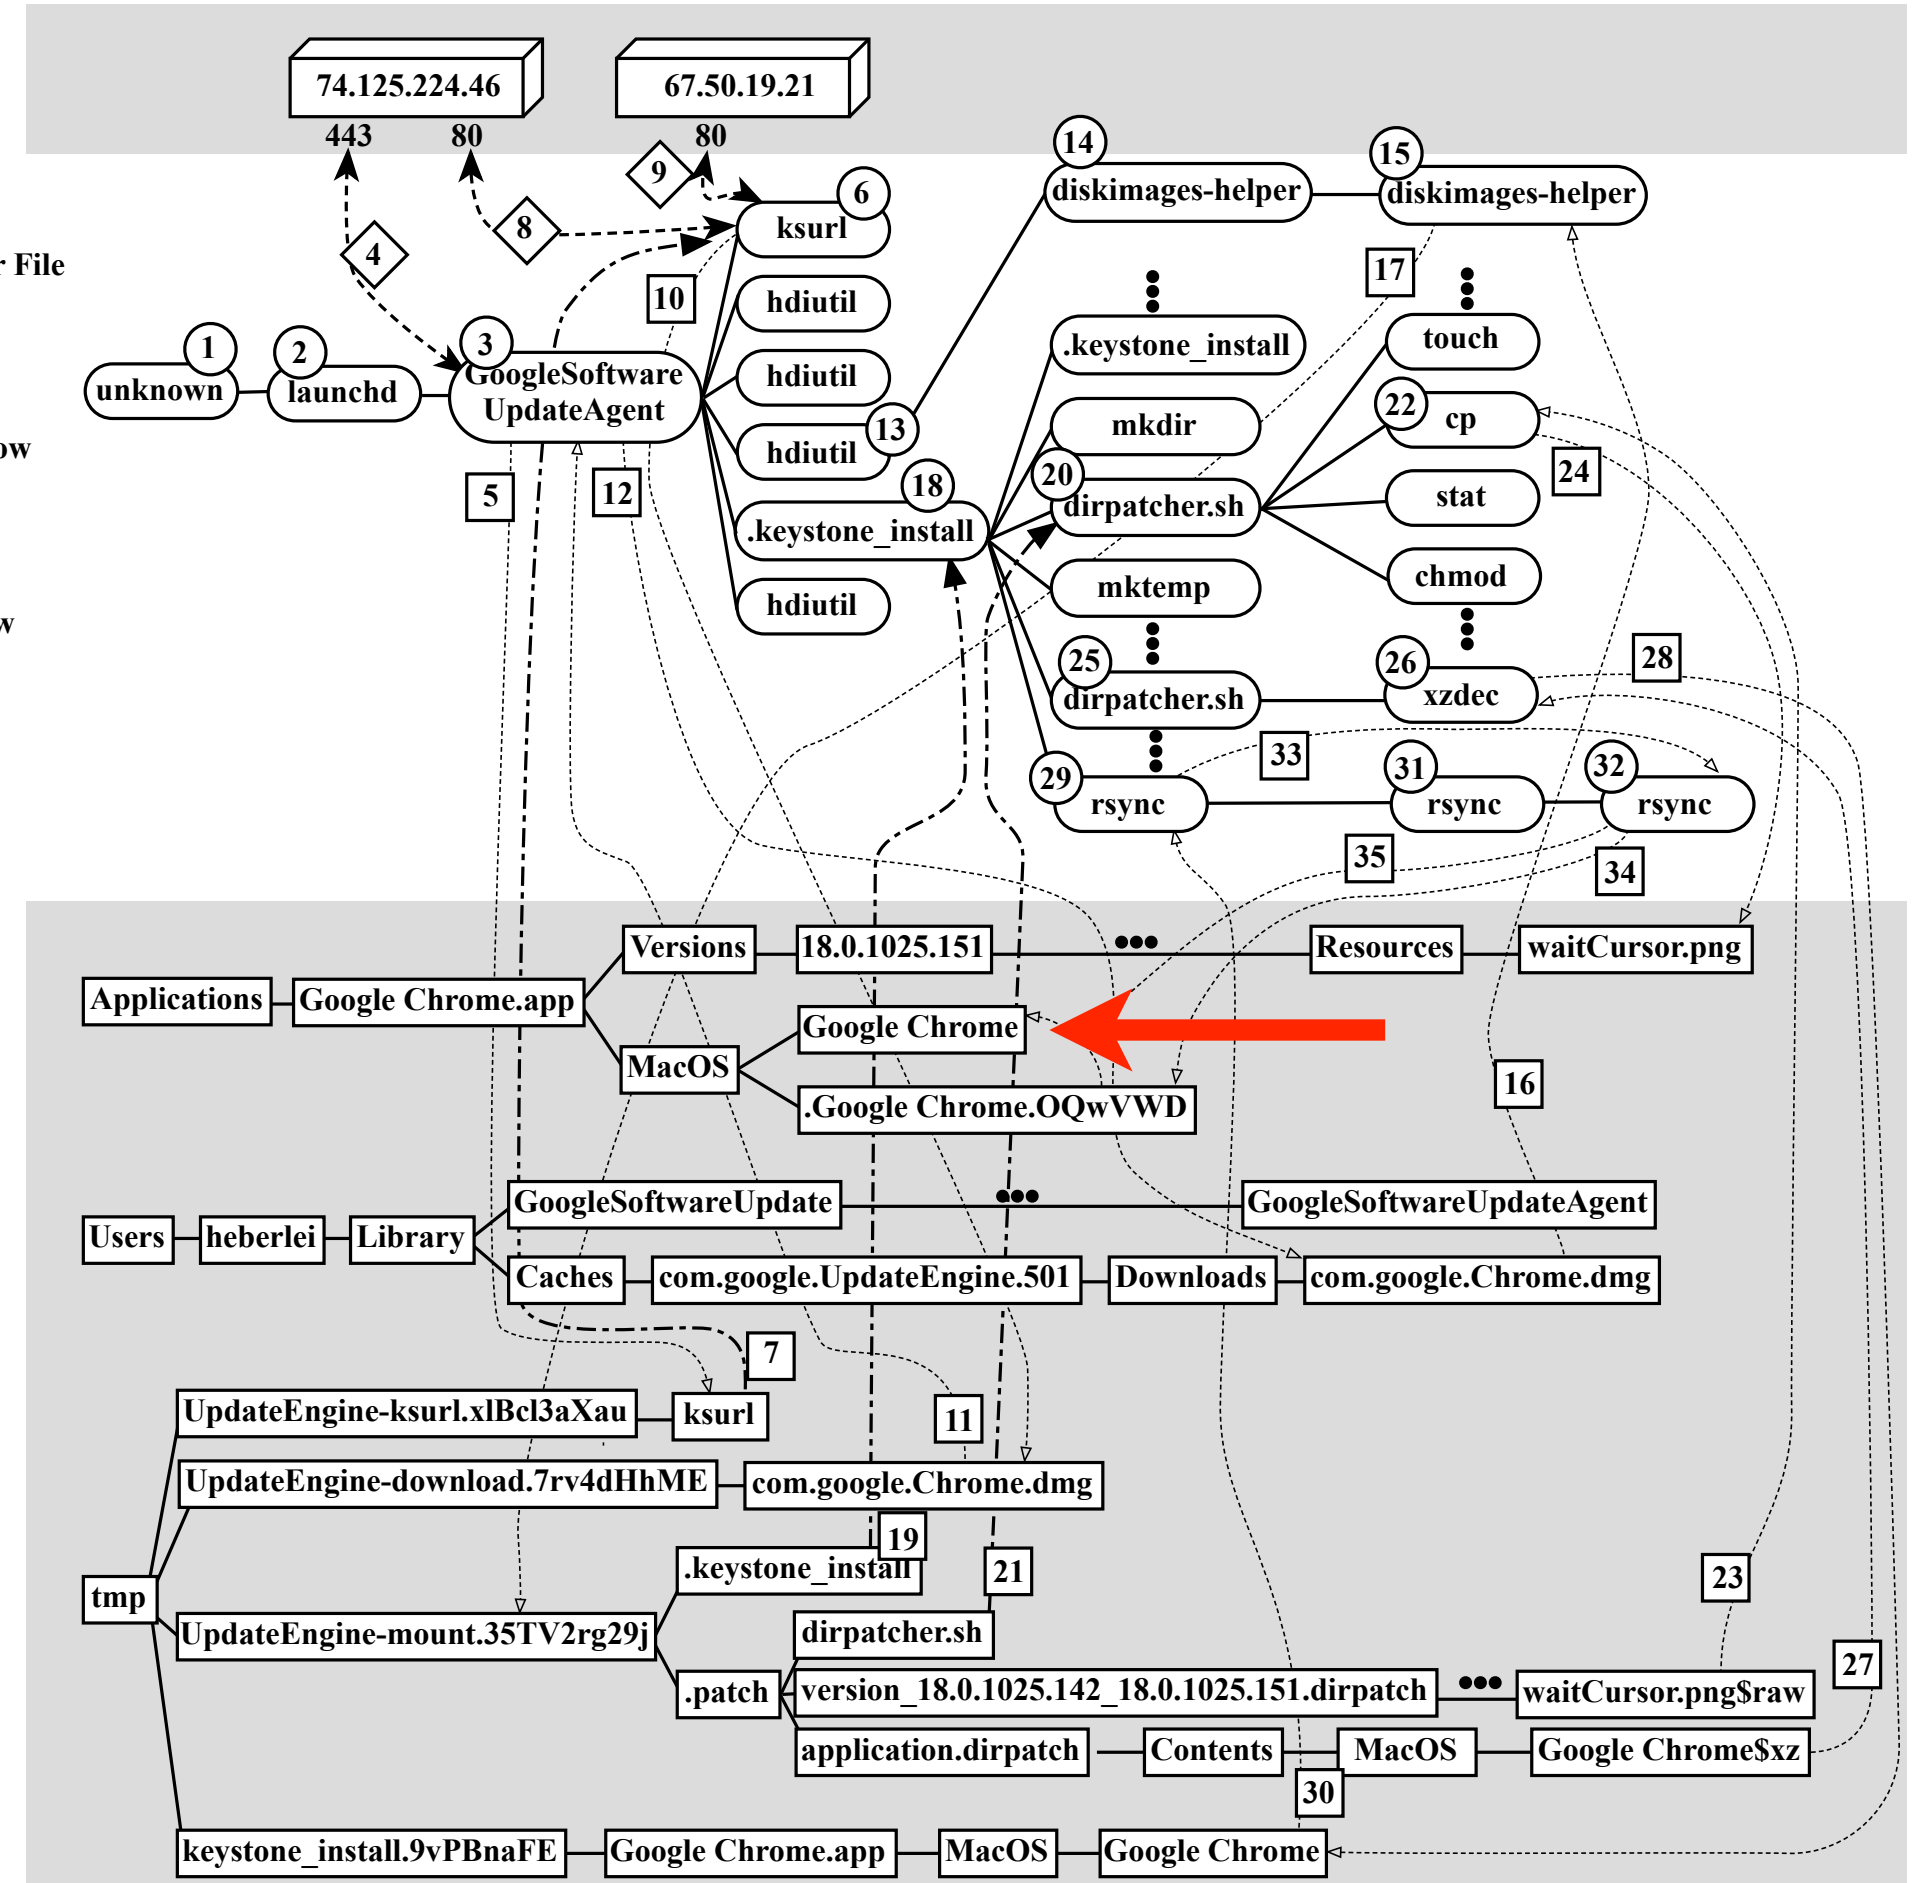 74.125.224.46
67.50.19.21
443
80
80
14
15
9
6
diskimages-helper
diskimages-helper
ksurl
8
4
r File
17
10
hdiutil
1
2
3
.keystone_install
touch
GoogleSoftware
UpdateAgent
unknown
launchd
hdiutil
22
13
mkdir
cp
ow
hdiutil
20
24
18
5
12
dirpatcher.sh
stat
.keystone_install
chmod
mktemp
hdiutil
w
25
26
28
dirpatcher.sh
xzdec
33
31
32
29
rsync
rsync
rsync
35
34
Versions
18.0.1025.151
Resources
waitCursor.png
Applications
Google Chrome.app
Google Chrome
MacOS
16
.Google Chrome.OQwVWD
GoogleSoftwareUpdate
GoogleSoftwareUpdateAgent
Users
heberlei
Library
Caches
com.google.UpdateEngine.501
Downloads
com.google.Chrome.dmg
7
UpdateEngine-ksurl.xlBcl3aXau
ksurl
11
UpdateEngine-download.7rv4dHhME
com.google.Chrome.dmg
19
.keystone_install
21
23
tmp
UpdateEngine-mount.35TV2rg29j
dirpatcher.sh
27
.patch
version_18.0.1025.142_18.0.1025.151.dirpatch
waitCursor.png$raw
application.dirpatch
Contents
MacOS
Google Chrome$xz
30
keystone_install.9vPBnaFE
Google Chrome.app
MacOS
Google Chrome